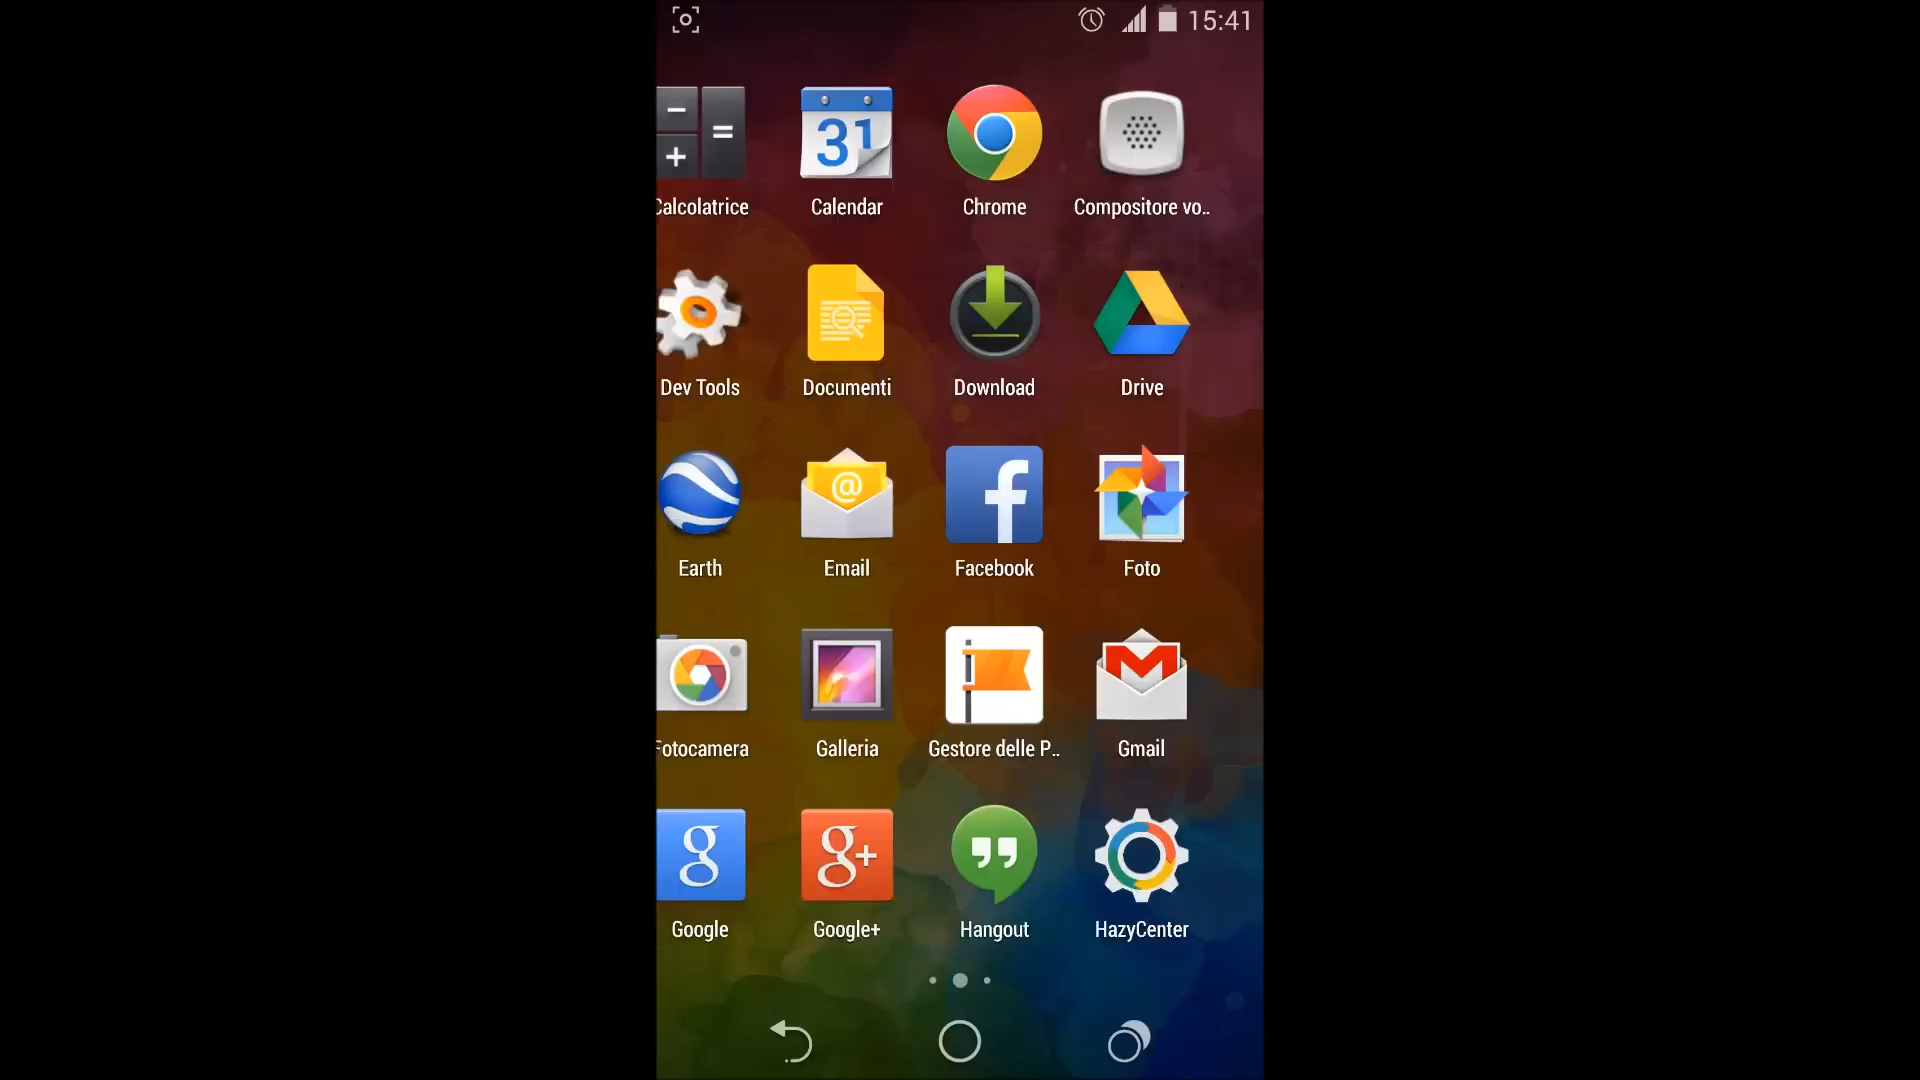 15:41
31
Calcolatrice Calendar Chrome Compositore vo..
Dev Tools Documenti Download Drive
@ f
Earth Email Facebook Foto
Fotocamera Galleria Gestore delle P.. Gmail
g g+
Google Google+ Hangout HazyCenter